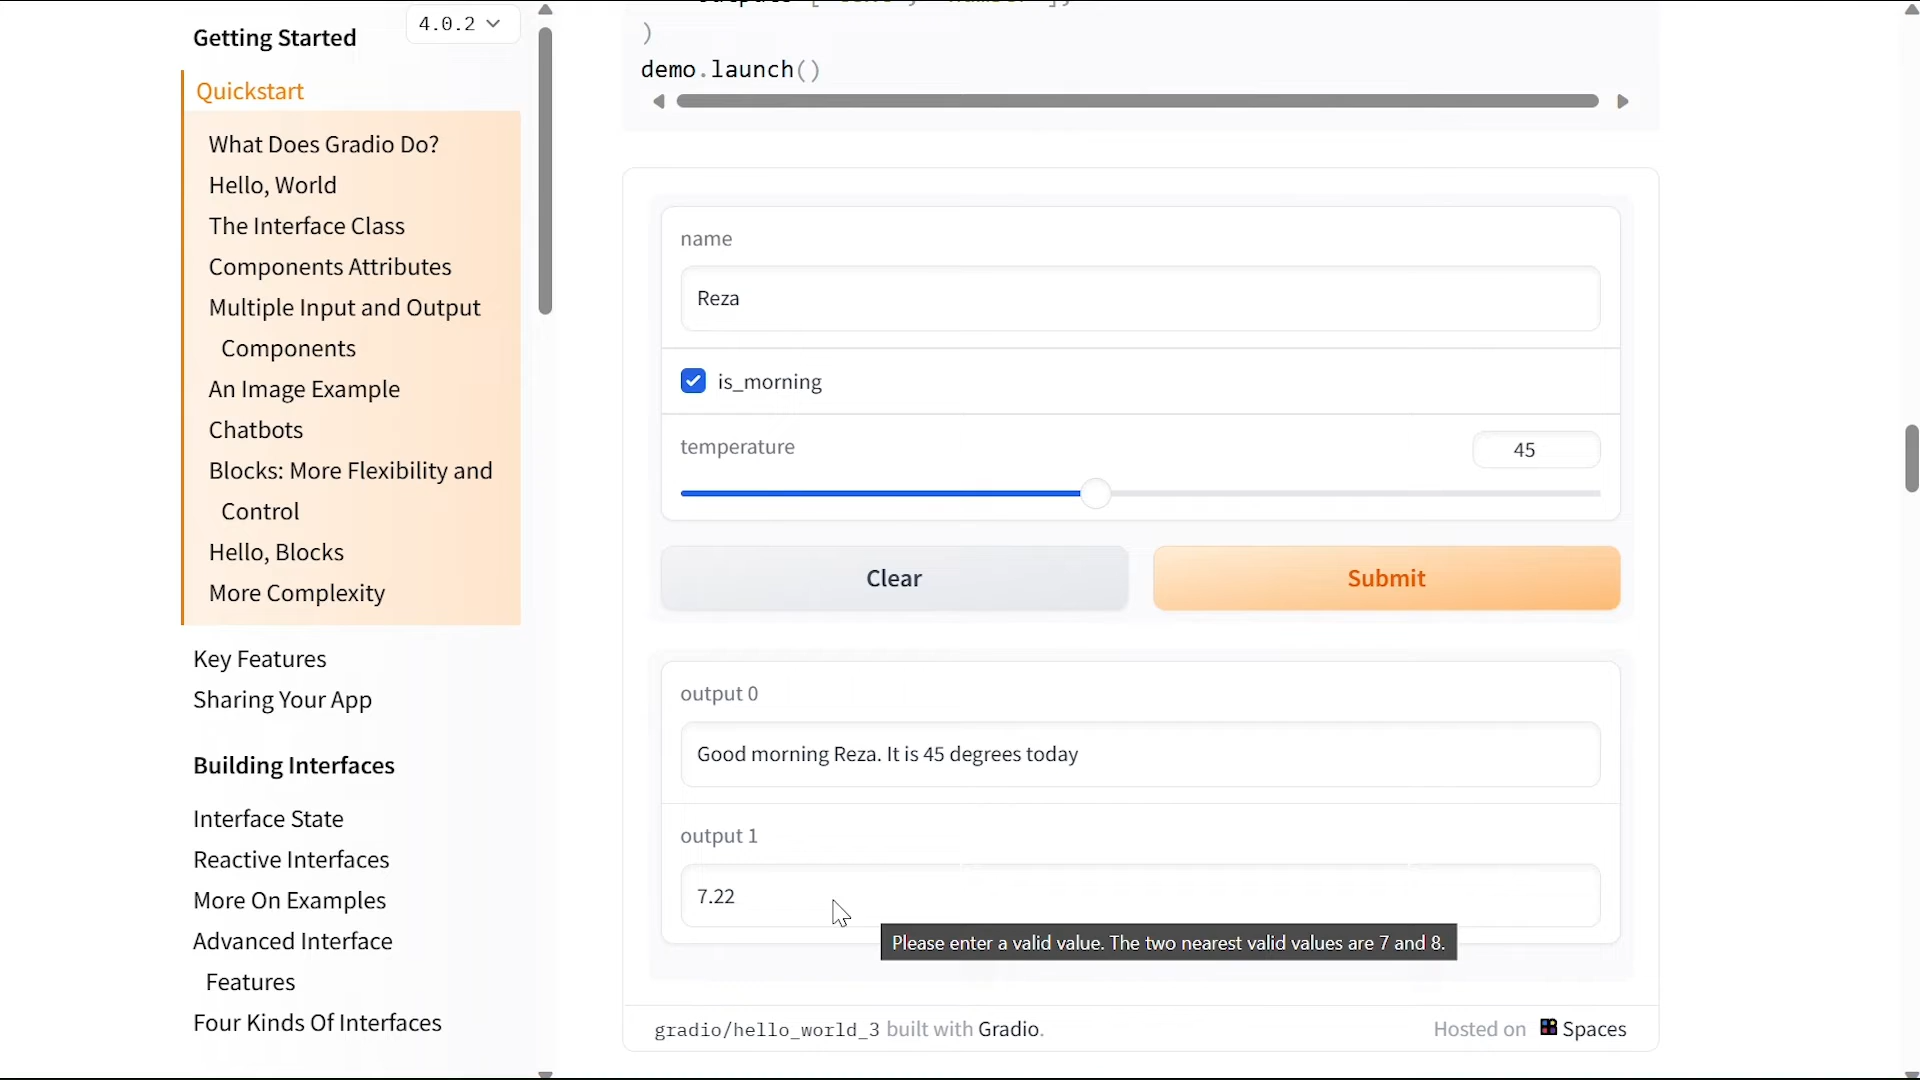 Getting Started
4.0.2
Quickstart
What Does Gradio Do?
Hello, World
The Interface Class
Components Attributes
Multiple Input and Output
Components
An Image Example
Chatbots
Blocks: More Flexibility and
Control
Hello, Blocks
More Complexity
Key Features
Sharing Your App
Building Interfaces
Interface State
Reactive Interfaces
More On Examples
Advanced Interface
Features
Four Kinds Of Interfaces
)
demo.launch()
name
Reza
is_morning
temperature
45
Clear
Submit
output 0
Good morning Reza. It is 45 degrees today
output 1
7.22
Please enter a valid value. The two nearest valid values are 7 and 8.
gradio/hello_world_3 built with Gradio.
Hosted on Spaces